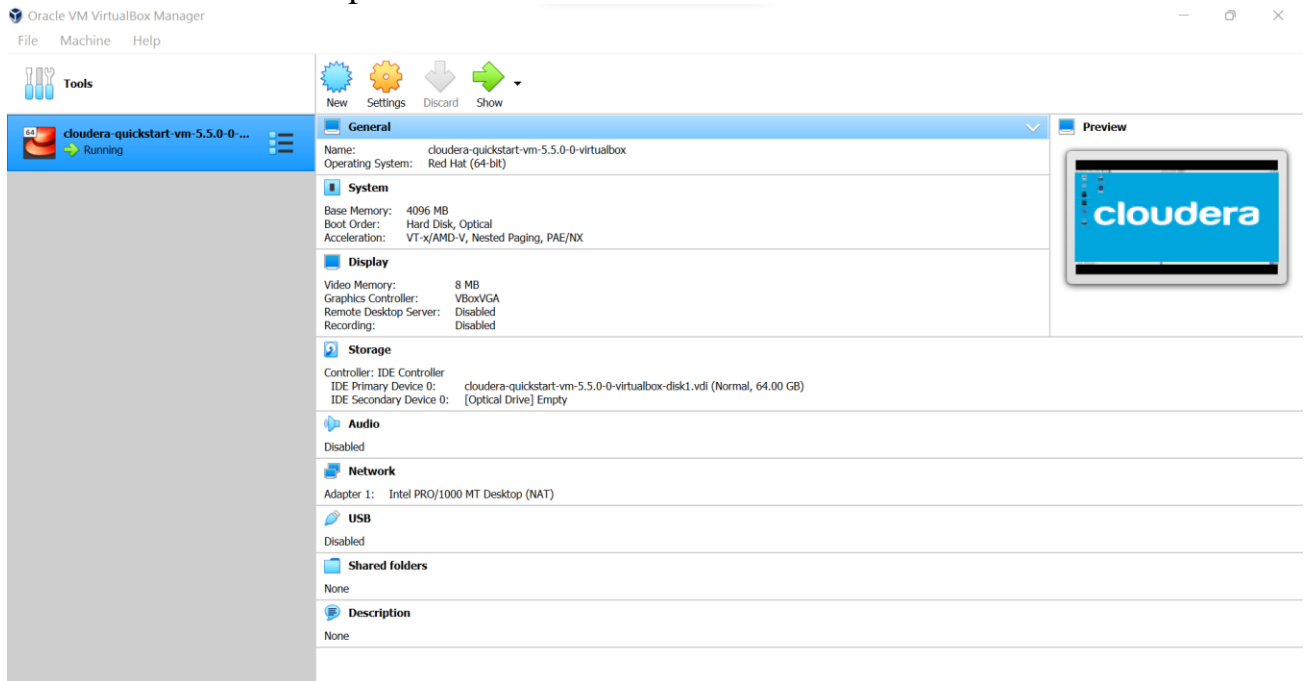 Oracle VM VirtualBox Manager
File Machine Help
Tools
New Settings Discard Show
64
cloudera-quickstart-vm-5.5.0-0-...
Running
General
Name: cloudera-quickstart-vm-5.5.0-0-virtualbox
Operating System: Red Hat (64-bit)
System
Base Memory: 4096 MB
Boot Order: Hard Disk, Optical
Acceleration: VT-x/AMD-V, Nested Paging, PAE/NX
Display
Video Memory: 8 MB
Graphics Controller: VBoxVGA
Remote Desktop Server: Disabled
Recording: Disabled
Storage
Controller: IDE Controller
IDE Primary Device 0: cloudera-quickstart-vm-5.5.0-0-virtualbox-disk1.vdi (Normal, 64.00 GB)
IDE Secondary Device 0: [Optical Drive] Empty
Audio
Disabled
Network
Adapter 1: Intel PRO/1000 MT Desktop (NAT)
USB
Disabled
Shared folders
None
Description
None
Preview
cloudera